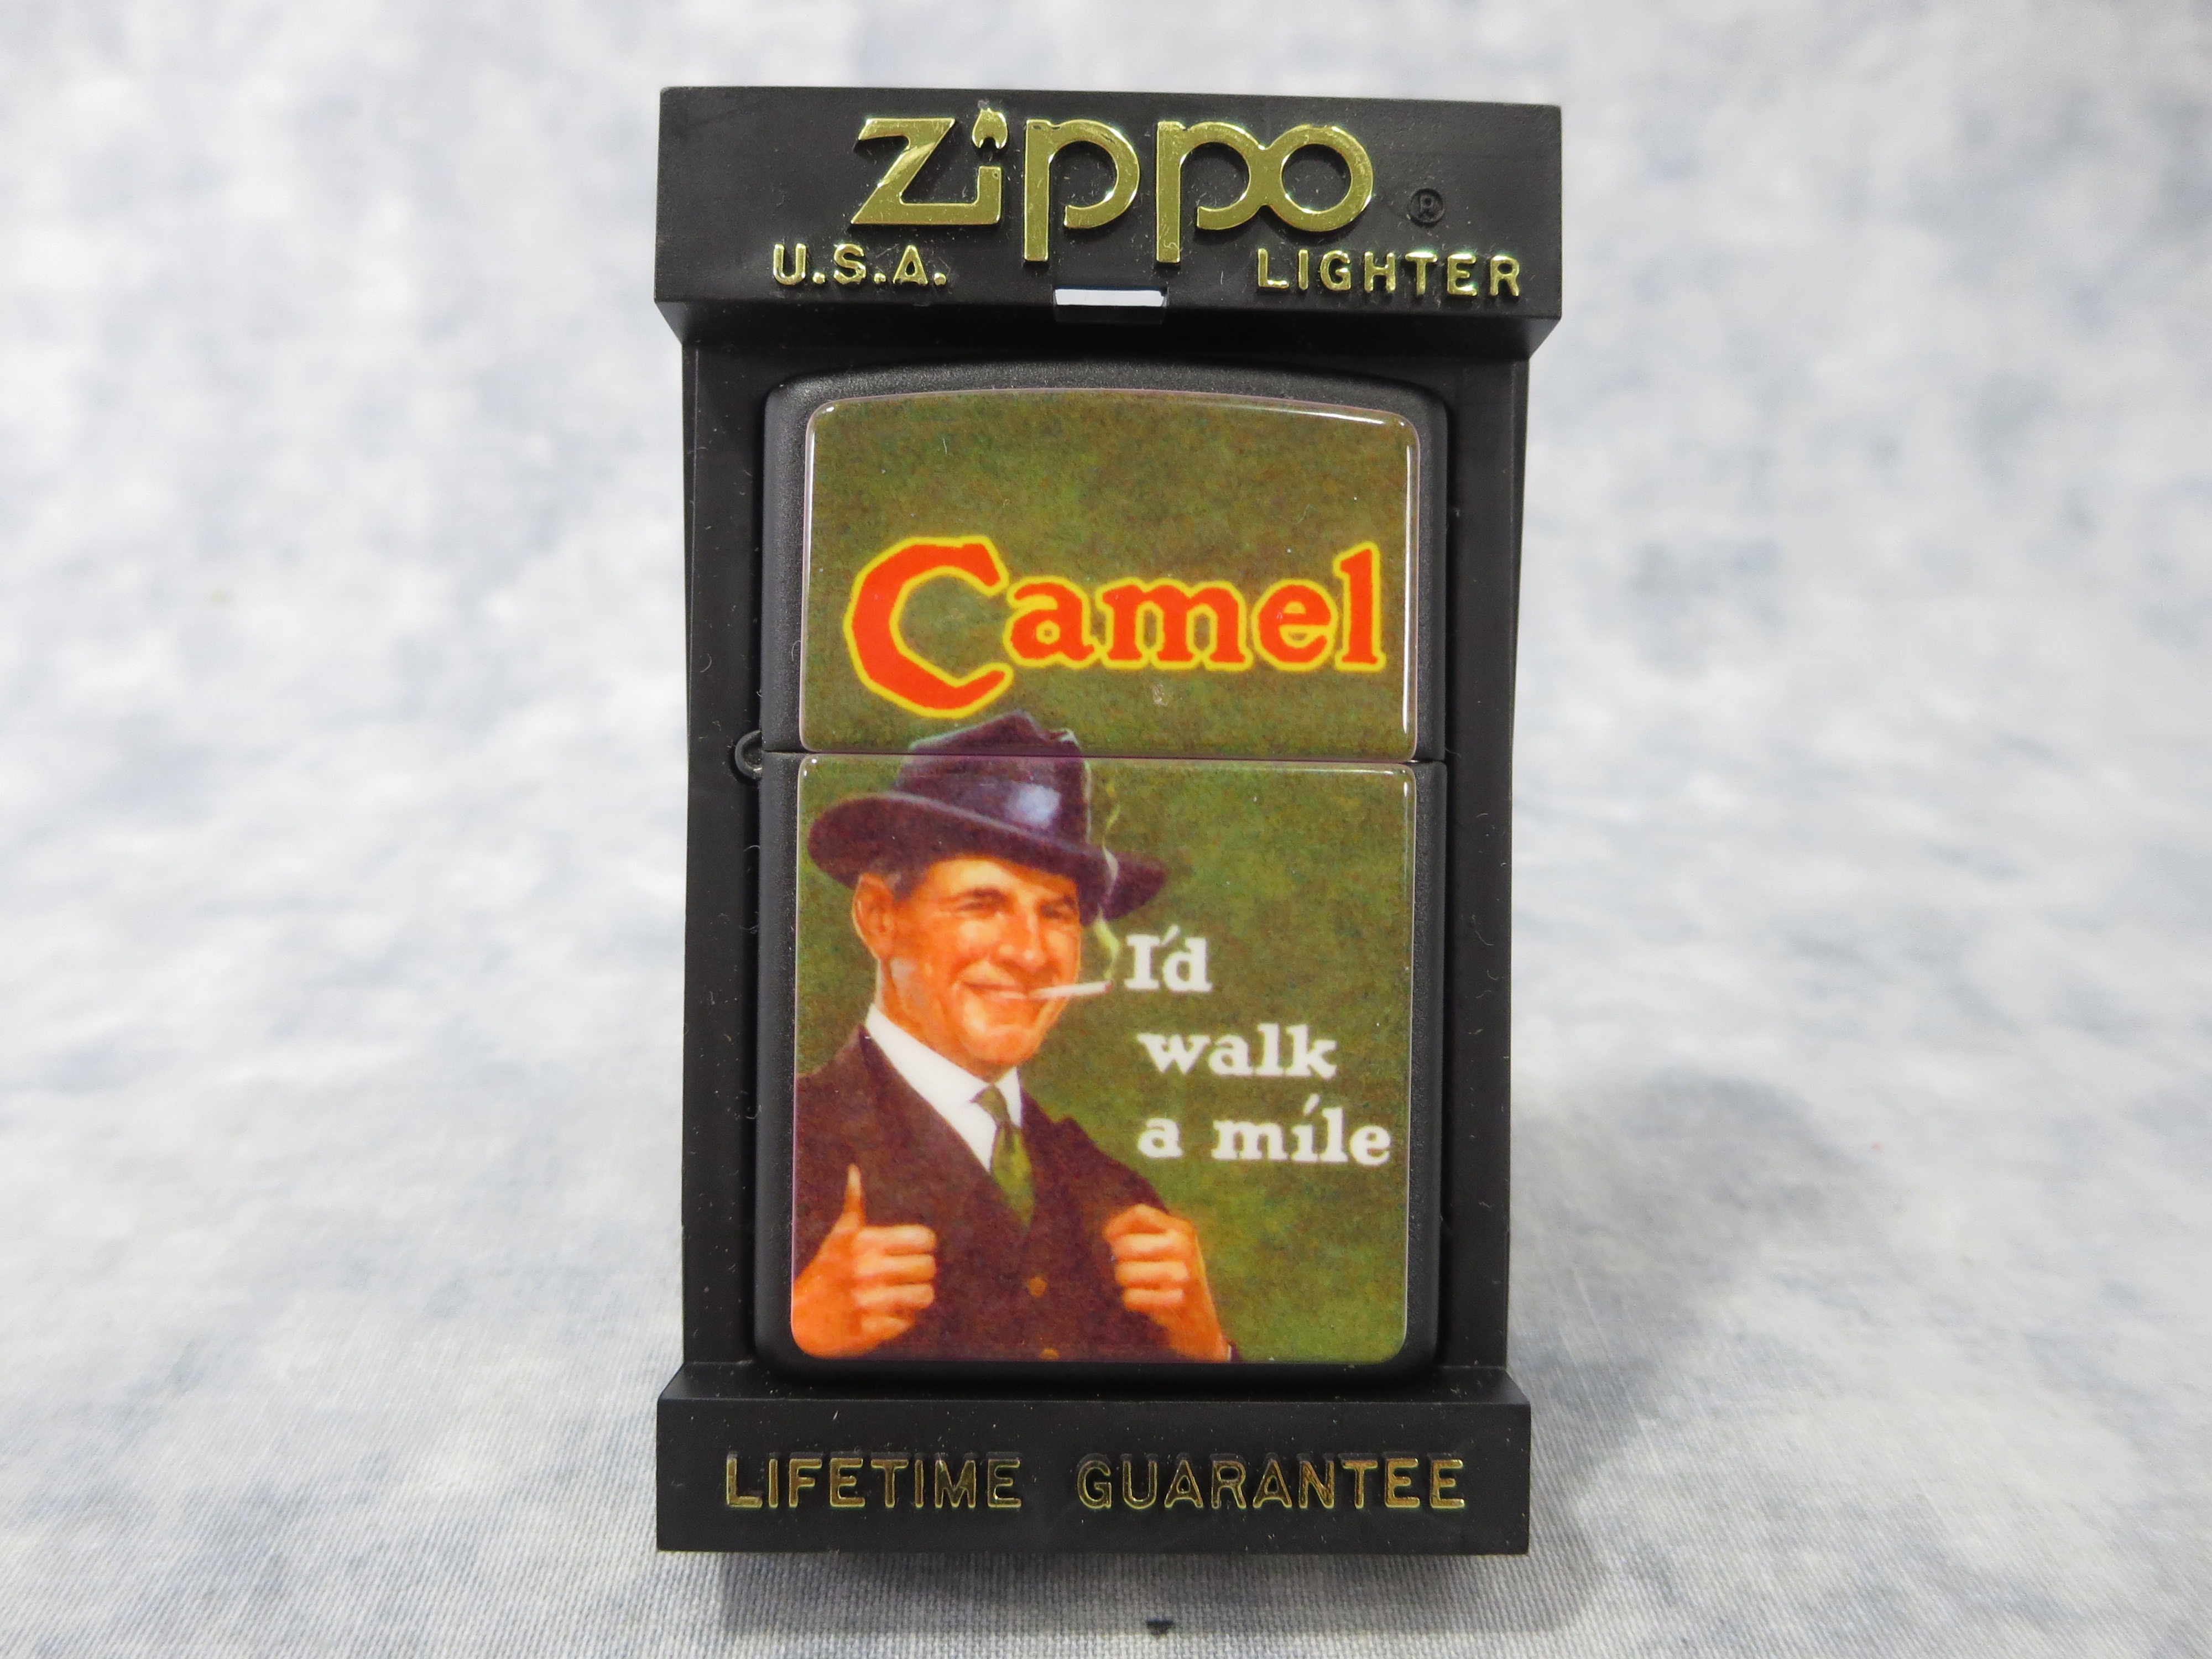 Zippo ®
U.S.A. LIGHTER
Camel
I'd
walk
a mile
LIFETIME GUARANTEE